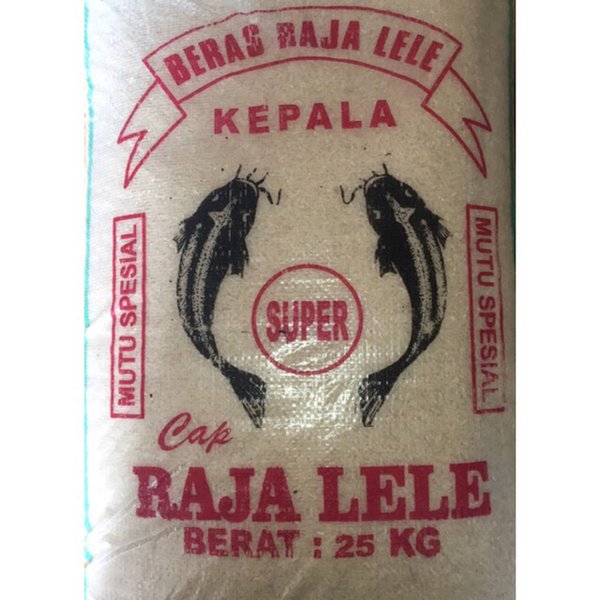 BERAS RAJA LELE
KEPALA
MUTU SPESIAL
SUPER
MUTU SPESIAL
Cap
RAJA LELE
BERAT : 25 KG